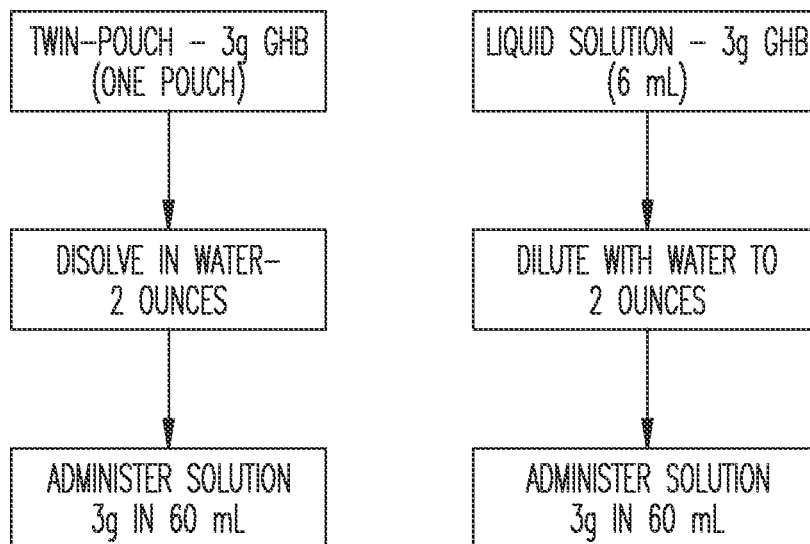 TWIN-POUCH – 3g GHB
(ONE POUCH)
DISOLVE IN WATER–
2 OUNCES
ADMINISTER SOLUTION
3g IN 60 mL
LIQUID SOLUTION – 3g GHB
(6 mL)
DILUTE WITH WATER TO
2 OUNCES
ADMINISTER SOLUTION
3g IN 60 mL